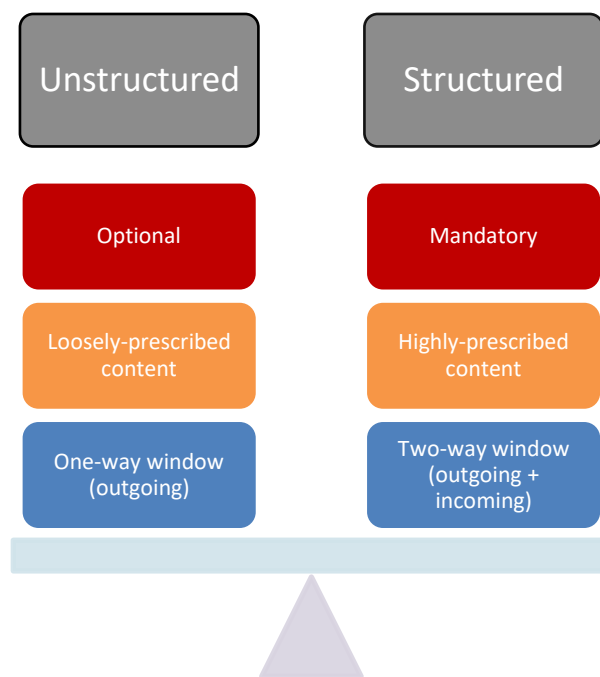 Unstructured
Structured
Optional
Mandatory
Loosely-prescribed
content
Highly-prescribed
content
One-way window
(outgoing)
Two-way window
(outgoing +
incoming)